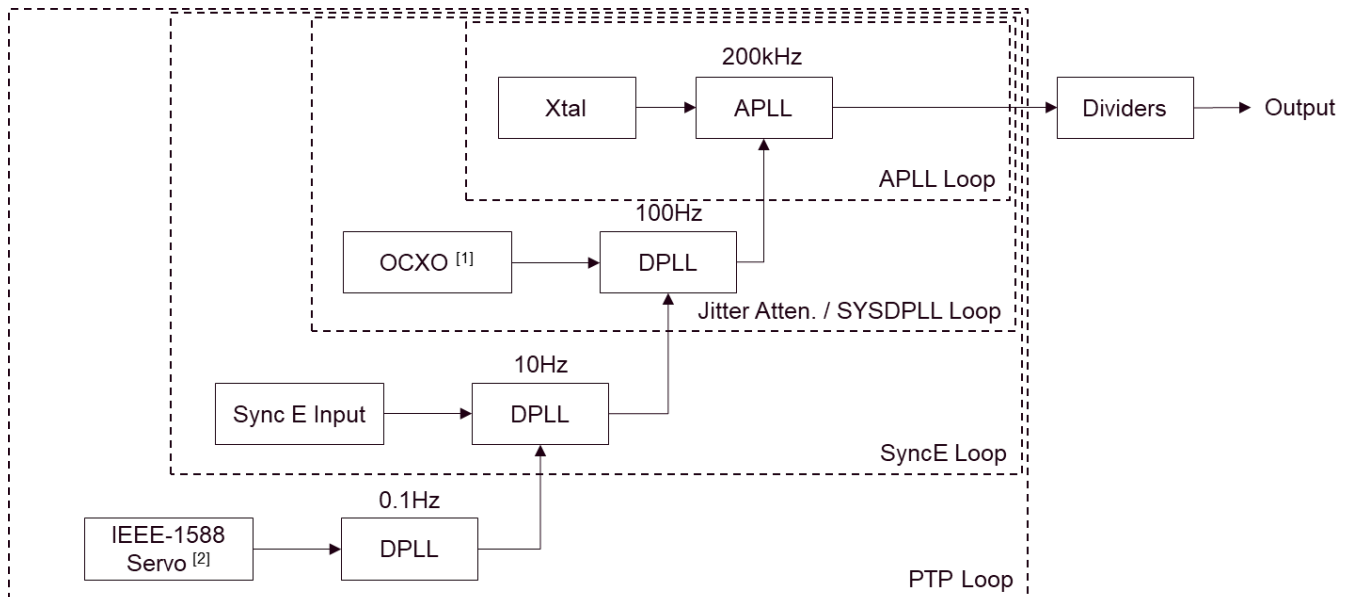 200kHz
Xtal
APLL
Dividers
Output
APLL Loop
100Hz
OCXO [1]
DPLL
Jitter Atten. / SYSDPLL Loop
10Hz
Sync E Input
DPLL
SyncE Loop
0.1Hz
IEEE-1588
Servo [2]
DPLL
PTP Loop